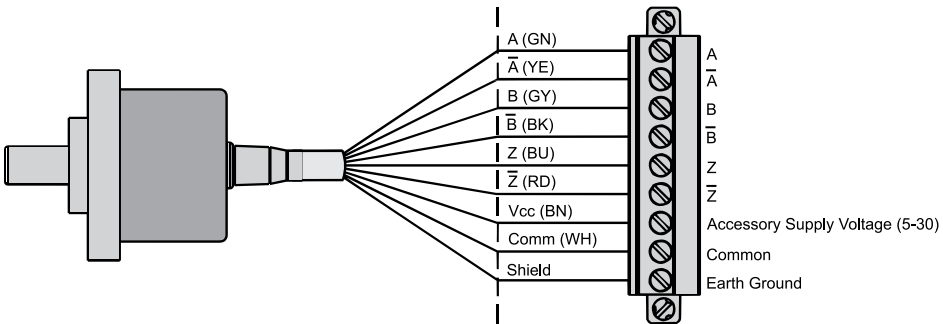 A (GN)
A̅ (YE)
B (GY)
B̅ (BK)
Z (BU)
Z̅ (RD)
Vcc (BN)
Comm (WH)
Shield
A
A̅
B
B̅
Z
Z̅
Accessory Supply Voltage (5-30)
Common
Earth Ground